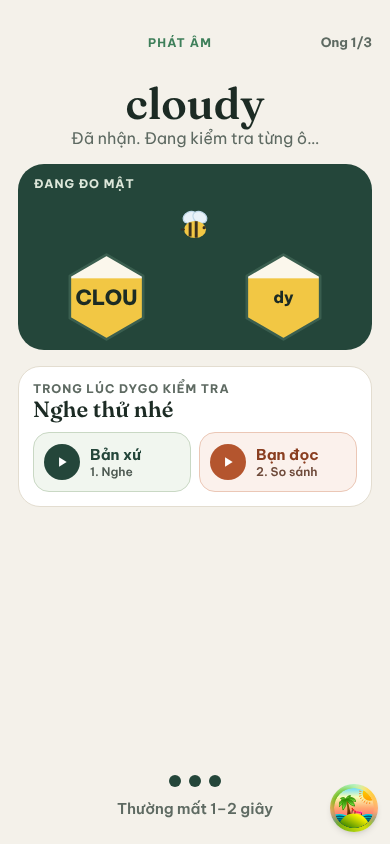 PHÁT ÂM
Ong 1/3
cloudy
Đã nhận. Đang kiểm tra từng ô...
ĐANG ĐO MẬT
CLOU
dy
TRONG LÚC DYGO KIỂM TRA
Nghe thử nhé
Bản xứ
1. Nghe
Bạn đọc
2. So sánh
Thường mất 1–2 giây